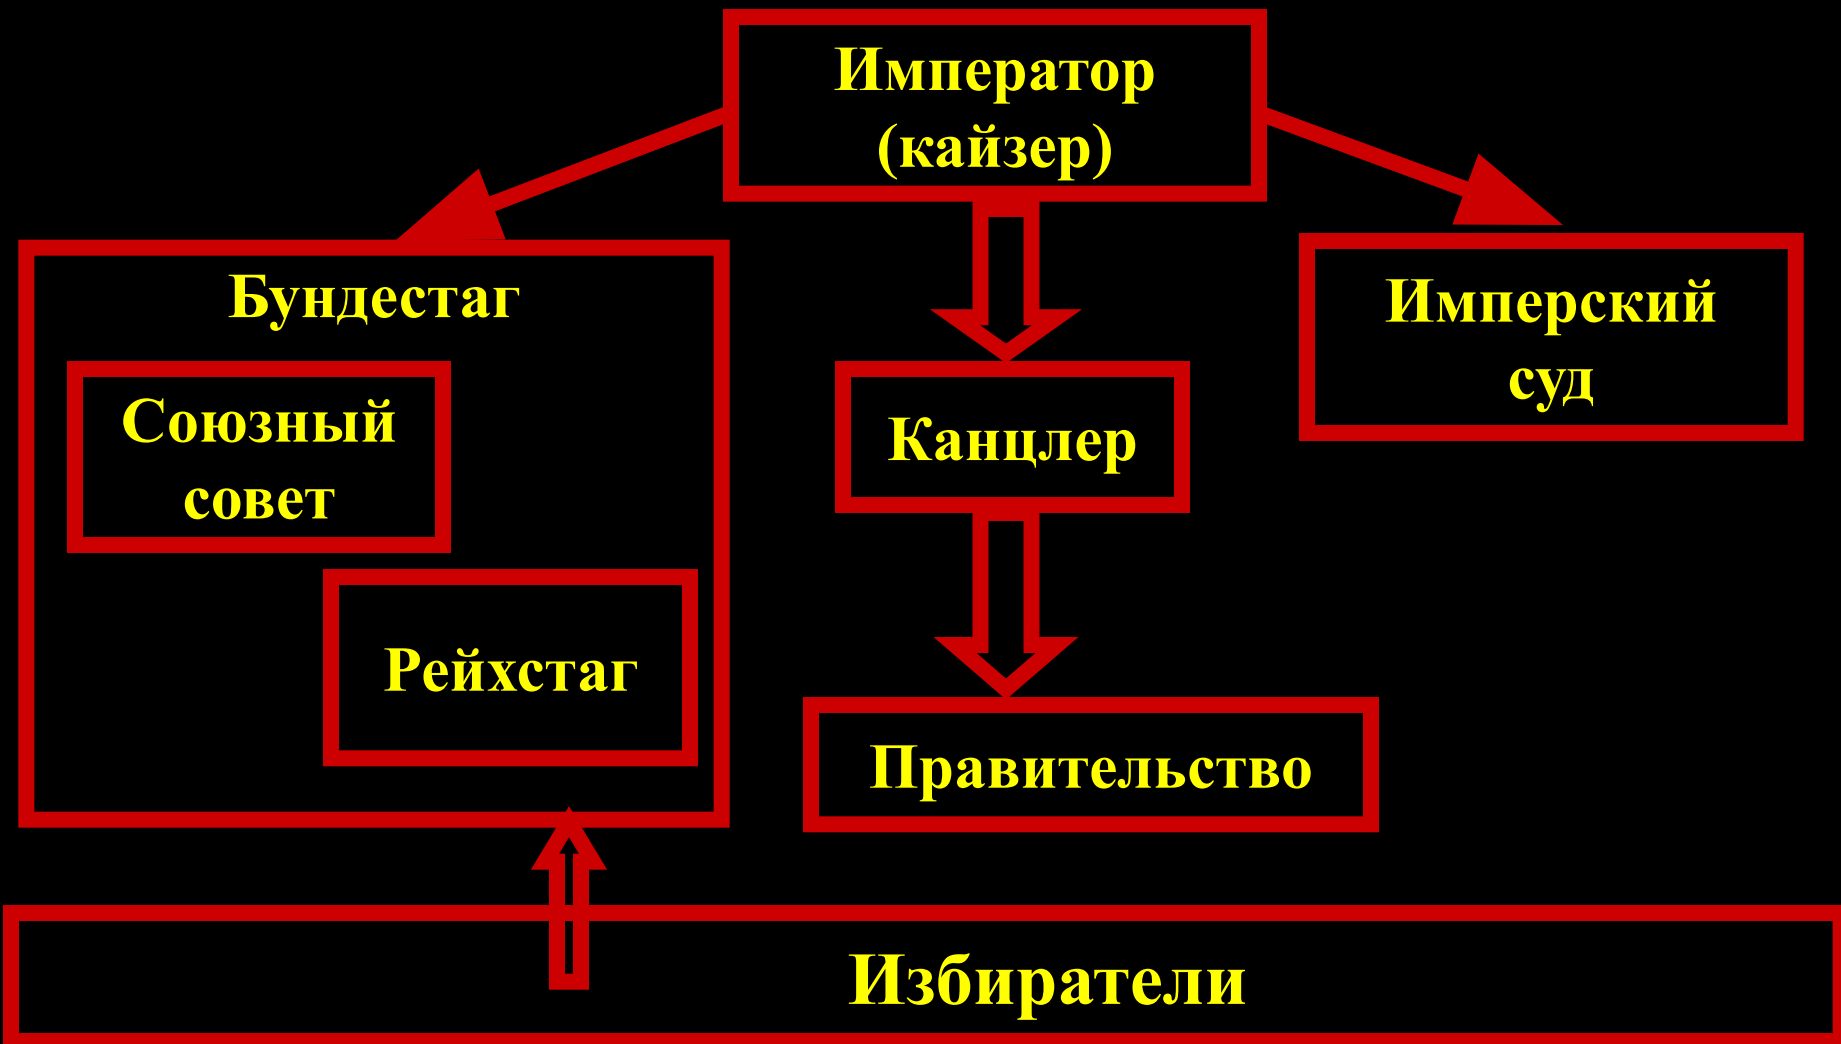 Император
(кайзер)
Бундестаг
Имперский
суд
Союзный
совет
Канцлер
Рейхстаг
Правительство
Избиратели